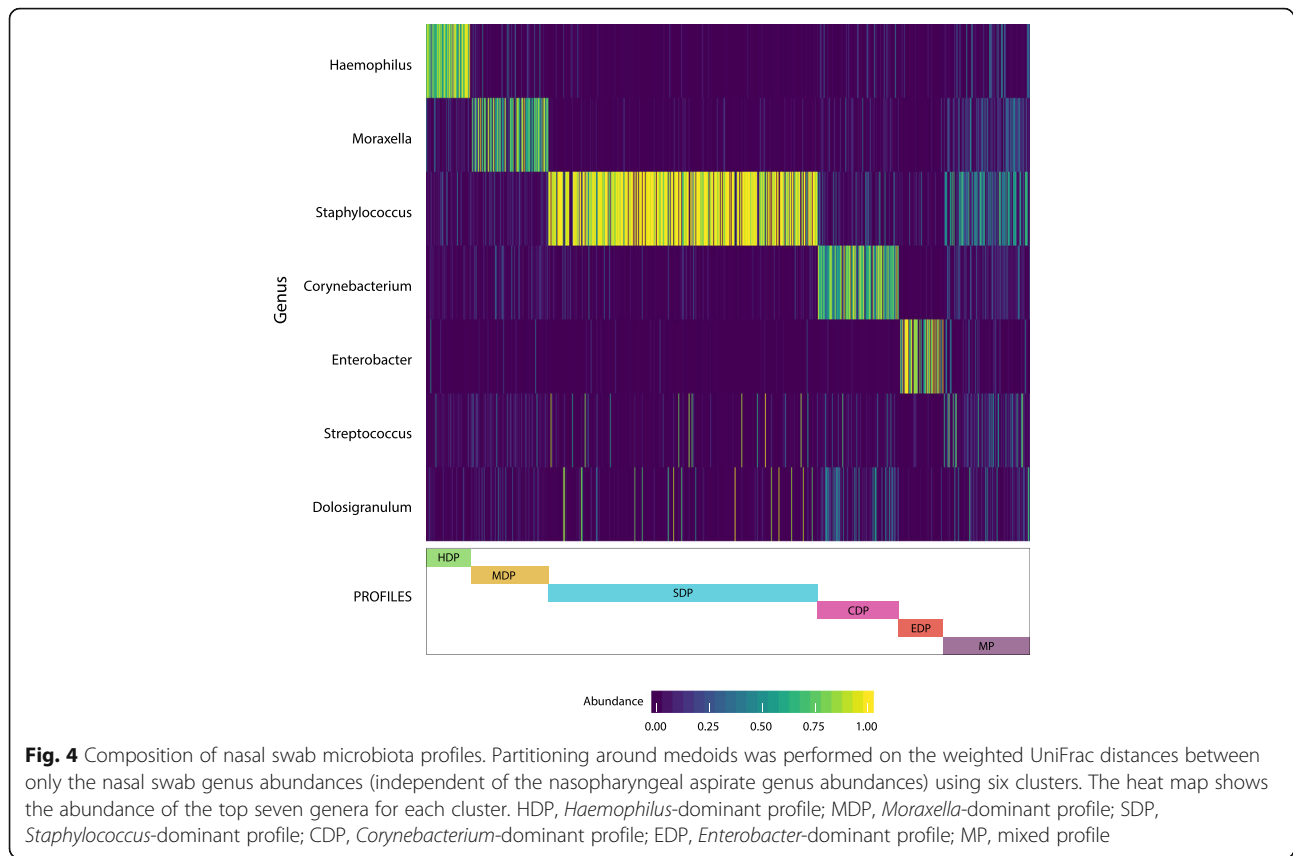 Haemophilus
Moraxella
Staphylococcus
Corynebacterium
Enterobacter
Streptococcus
Dolosigranulum
Genus
PROFILES
HDP
MDP
SDP
CDP
EDP
MP
Abundance
0.00 0.25 0.50 0.75 1.00
Fig. 4 Composition of nasal swab microbiota profiles. Partitioning around medoids was performed on the weighted UniFrac distances between
only the nasal swab genus abundances (independent of the nasopharyngeal aspirate genus abundances) using six clusters. The heat map shows
the abundance of the top seven genera for each cluster. HDP, Haemophilus-dominant profile; MDP, Moraxella-dominant profile; SDP,
Staphylococcus-dominant profile; CDP, Corynebacterium-dominant profile; EDP, Enterobacter-dominant profile; MP, mixed profile